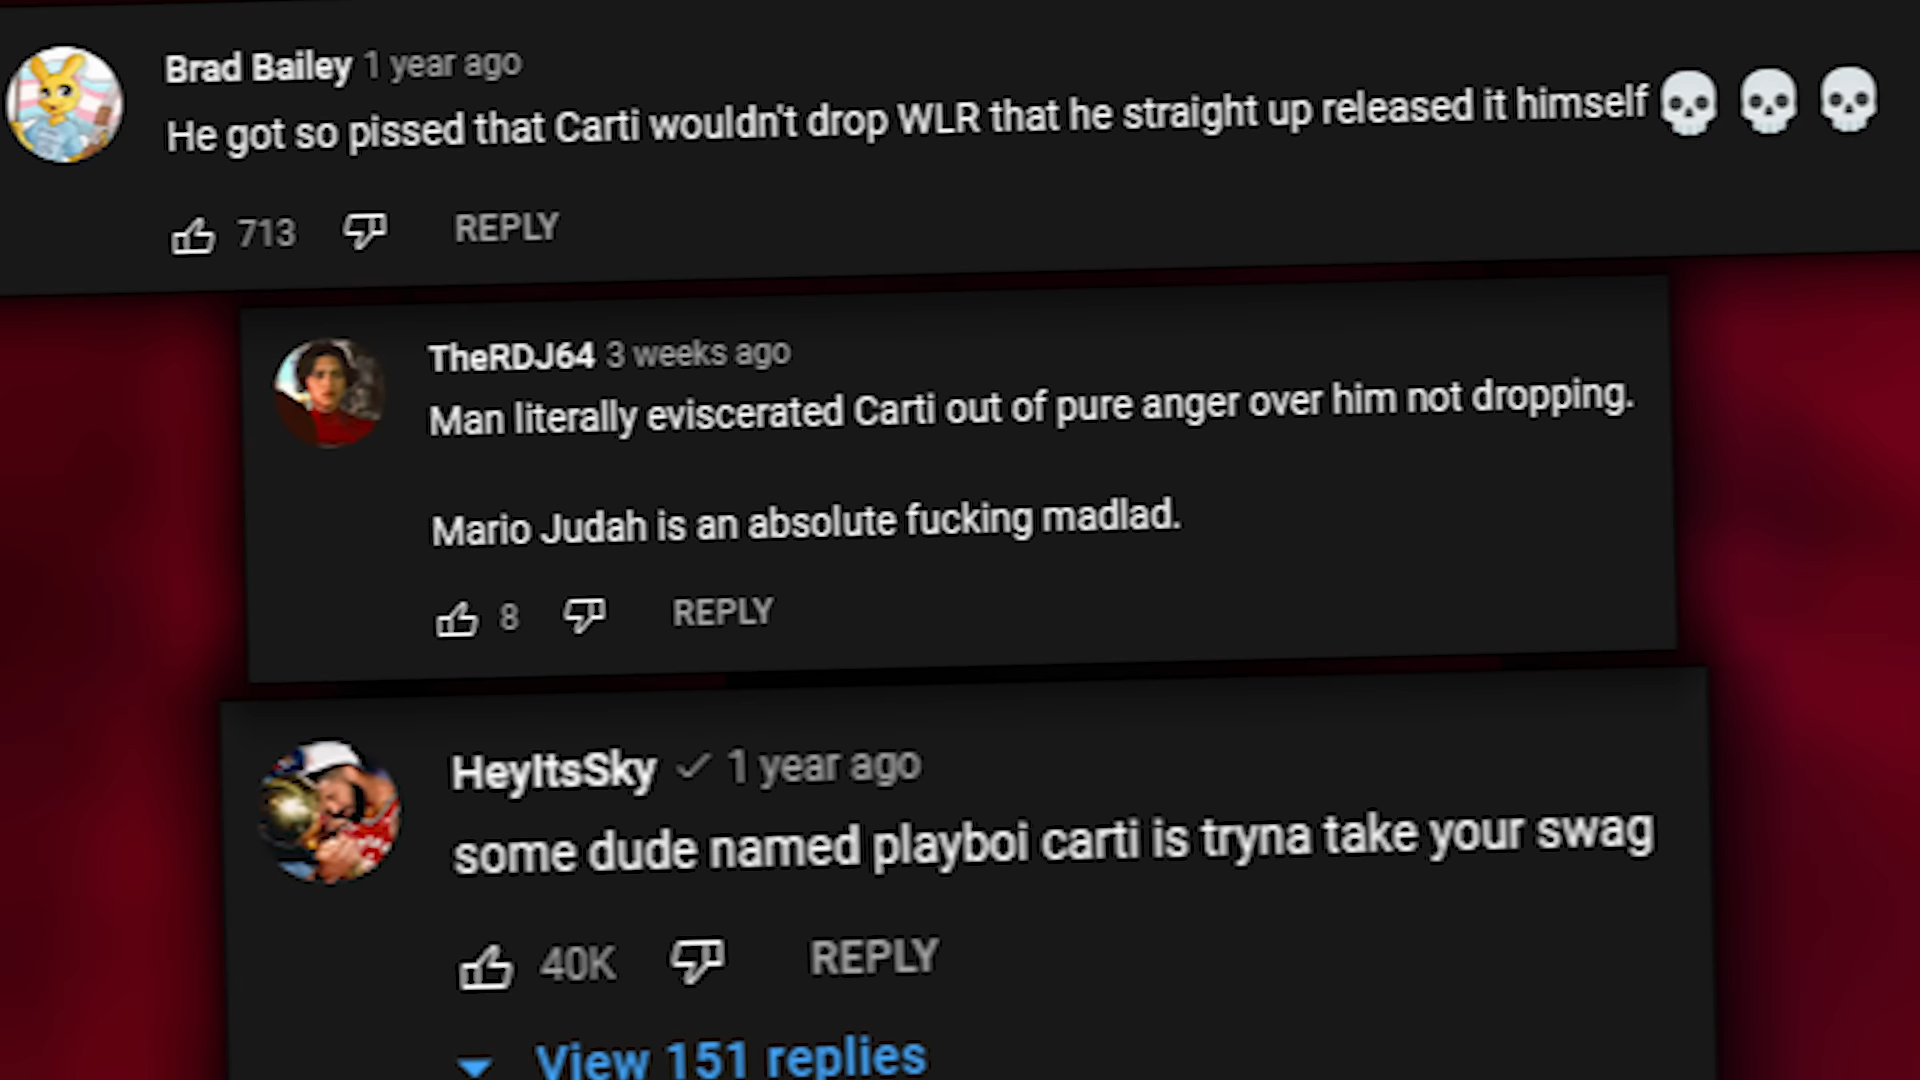 Brad Bailey 1 year ago
He got so pissed that Carti wouldn't drop WLR that he straight up released it himself 💀 💀 💀
713 REPLY
TheRDJ64 3 weeks ago
Man literally eviscerated Carti out of pure anger over him not dropping.
Mario Judah is an absolute fucking madlad.
8 REPLY
HeyItsSky ✓ 1 year ago
some dude named playboi carti is tryna take your swag
40K REPLY
View 151 replies